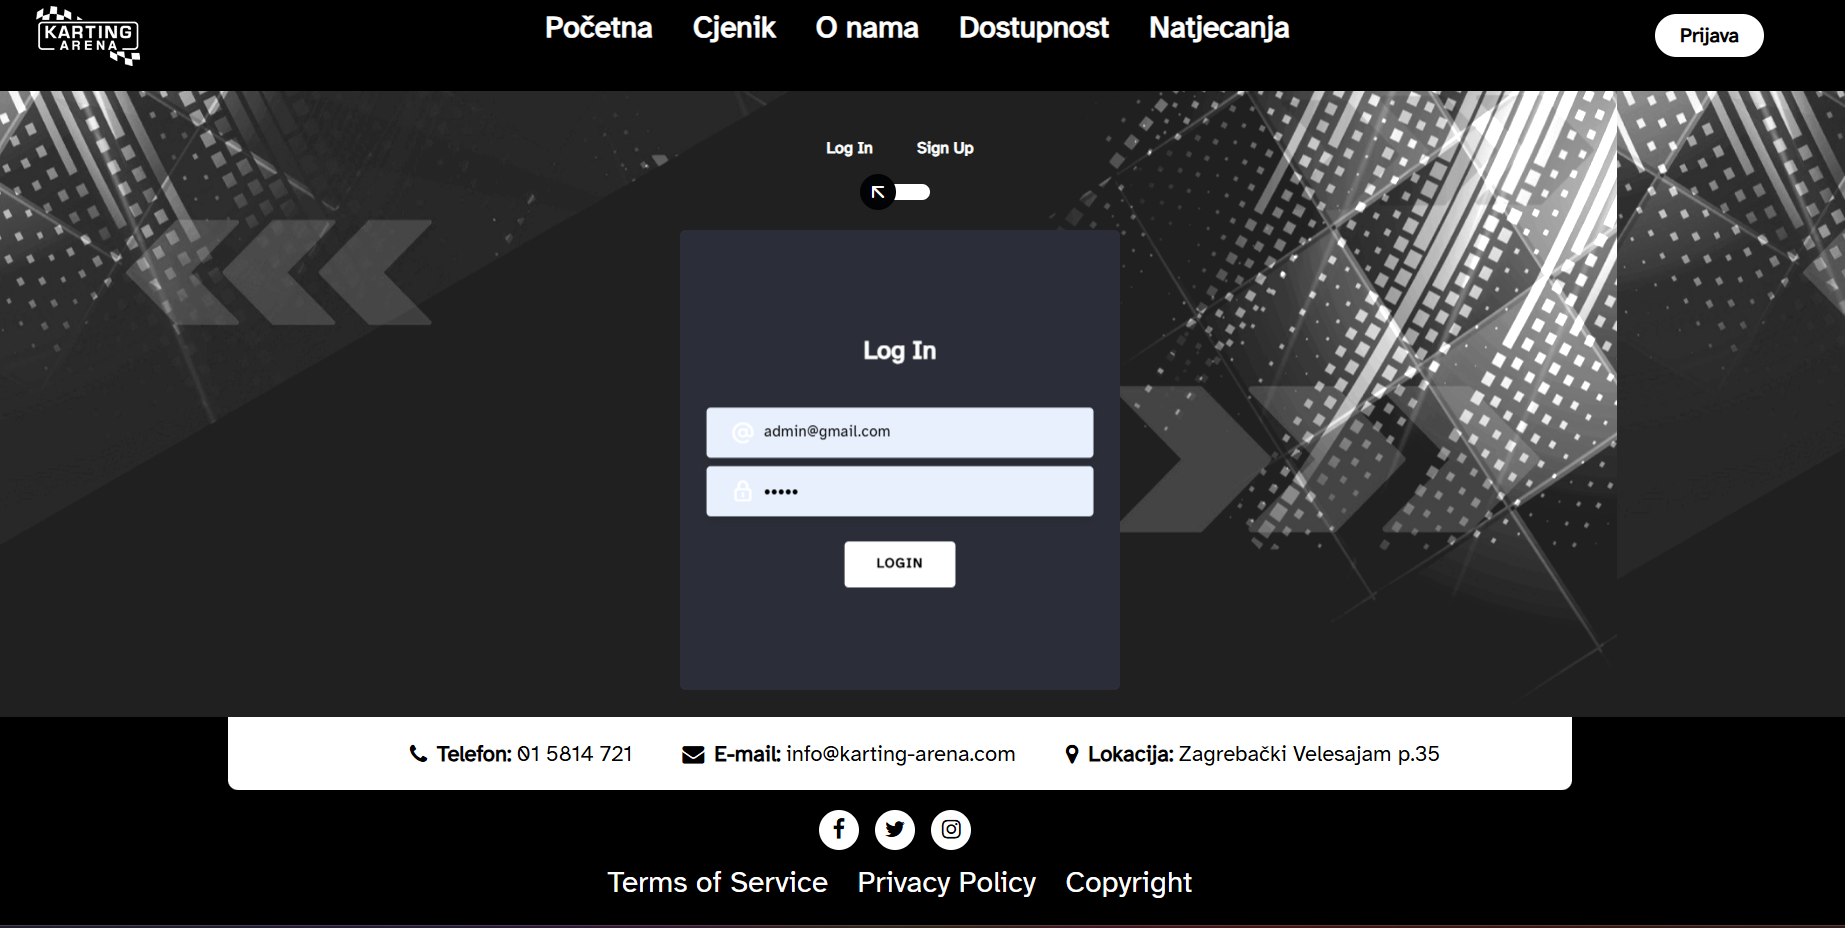 KARTING
ARENA
Početna Cjenik O nama Dostupnost Natjecanja
Prijava
Log In Sign Up
Log In
@ admin@gmail.com
•••••
LOGIN
Telefon: 01 5814 721 E-mail: info@karting-arena.com Lokacija: Zagrebački Velesajam p.35
Terms of Service Privacy Policy Copyright